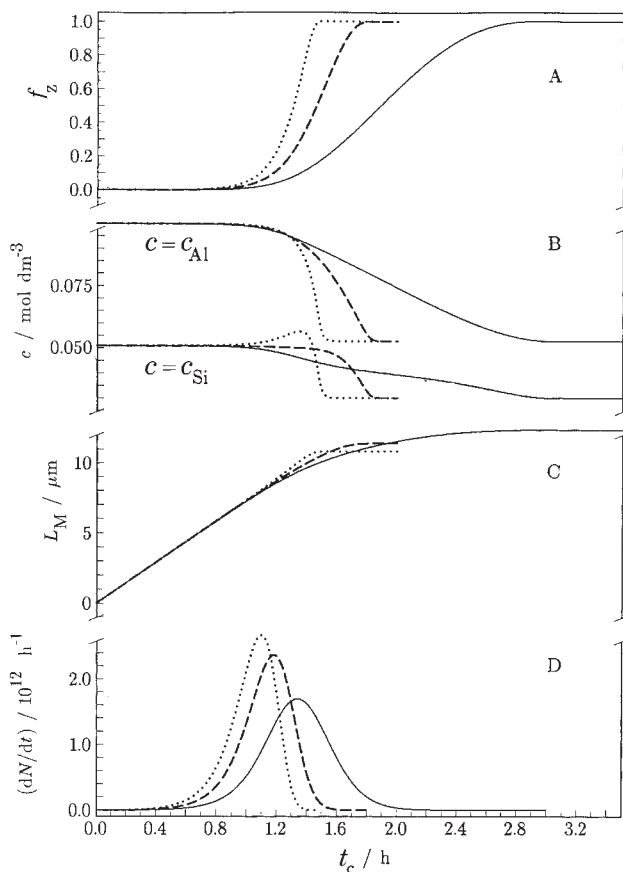 1.0
0.8
0.6
0.4
0.2
0.0
f_z
A
0.075
0.050
c / mol dm⁻³
c = c_Al
c = c_Si
B
10
5
0
L_M / μm
C
2.0
1.0
0.0
(dN/dt) / 10¹² h⁻¹
D
0.0 0.4 0.8 1.2 1.6 2.0 2.4 2.8 3.2
t_c / h